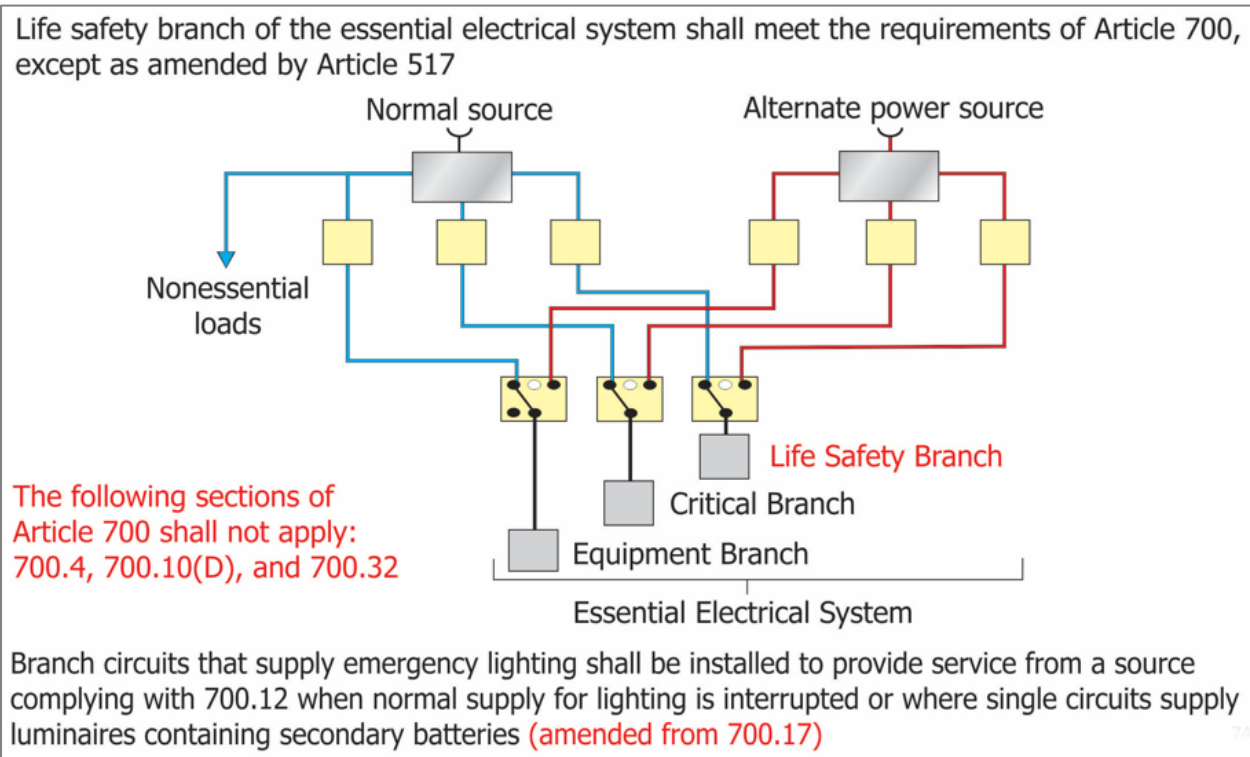 Life safety branch of the essential electrical system shall meet the requirements of Article 700,
except as amended by Article 517
Normal source
Alternate power source
Nonessential
loads
Life Safety Branch
Critical Branch
Equipment Branch
The following sections of
Article 700 shall not apply:
700.4, 700.10(D), and 700.32
Essential Electrical System
Branch circuits that supply emergency lighting shall be installed to provide service from a source
complying with 700.12 when normal supply for lighting is interrupted or where single circuits supply
luminaires containing secondary batteries (amended from 700.17)